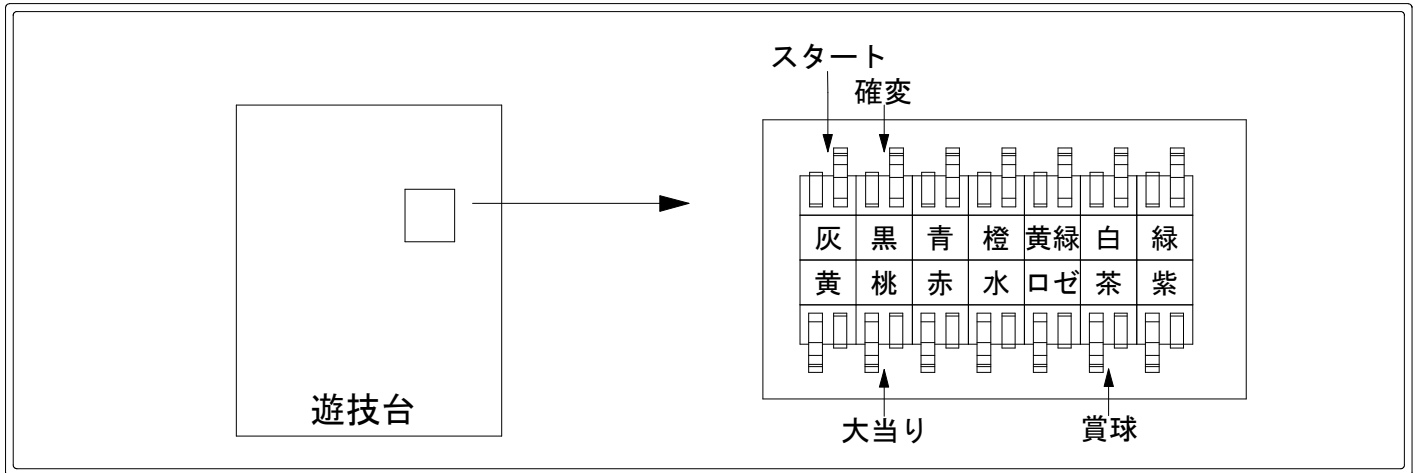 スタート
確変
灰 黒 青 橙 黄緑 白 緑
黄 桃 赤 水 ロゼ 茶 紫
遊技台
大当り
賞球